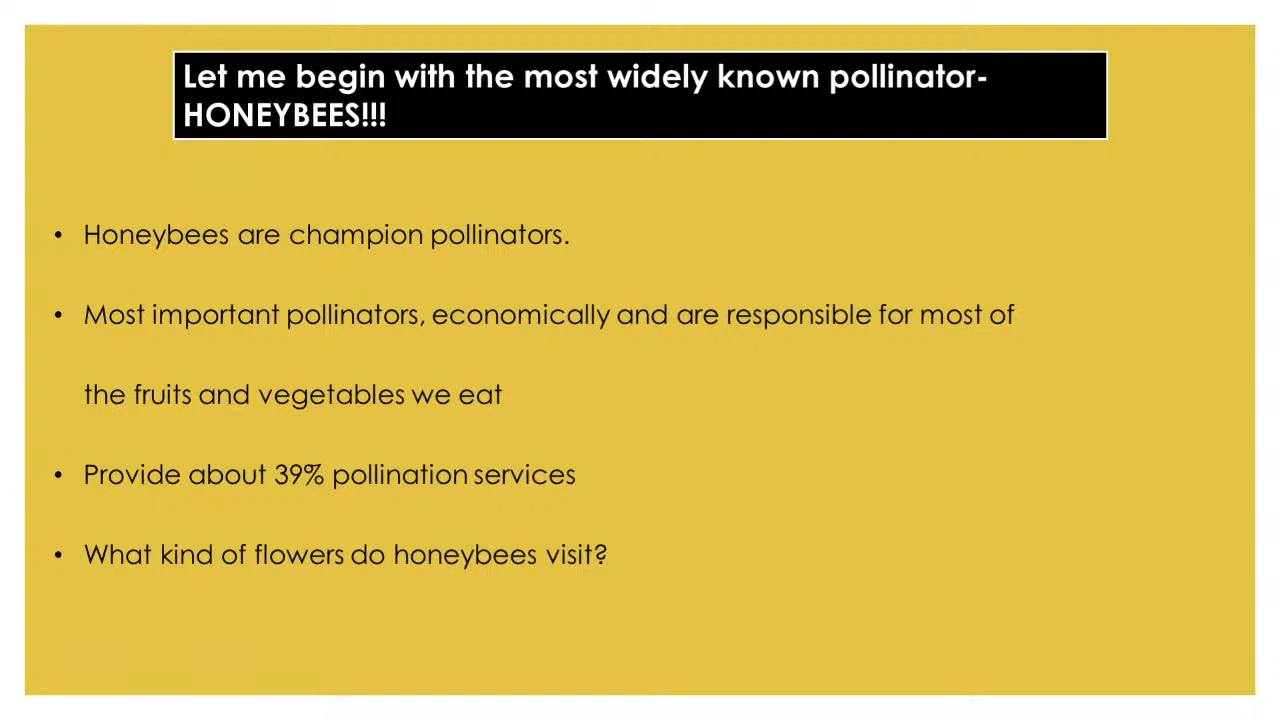 Let me begin with the most widely known pollinator-
HONEYBEES!!!
• Honeybees are champion pollinators.
• Most important pollinators, economically and are responsible for most of
the fruits and vegetables we eat
• Provide about 39% pollination services
• What kind of flowers do honeybees visit?